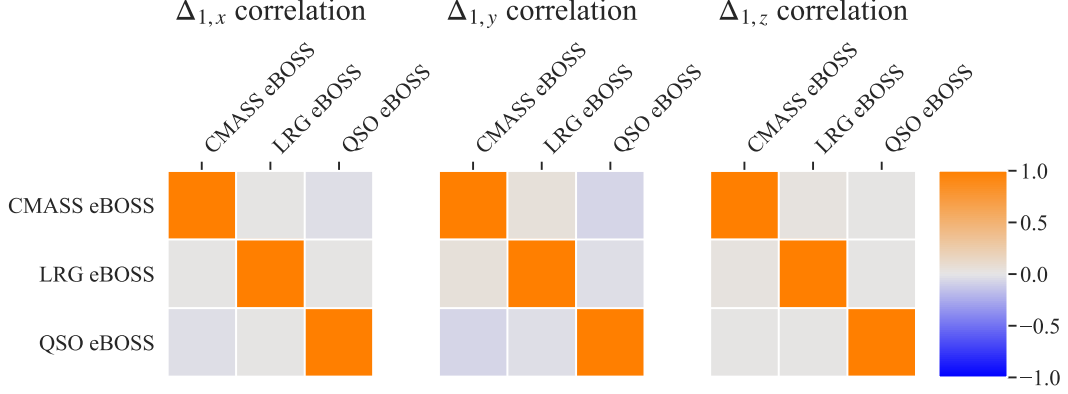 Δ1,x correlation
Δ1,y correlation
Δ1,z correlation
CMASS eBOSS
LRG eBOSS
QSO eBOSS
CMASS eBOSS
LRG eBOSS
QSO eBOSS
CMASS eBOSS
LRG eBOSS
QSO eBOSS
CMASS eBOSS
LRG eBOSS
QSO eBOSS
1.0
0.5
0.0
−0.5
−1.0